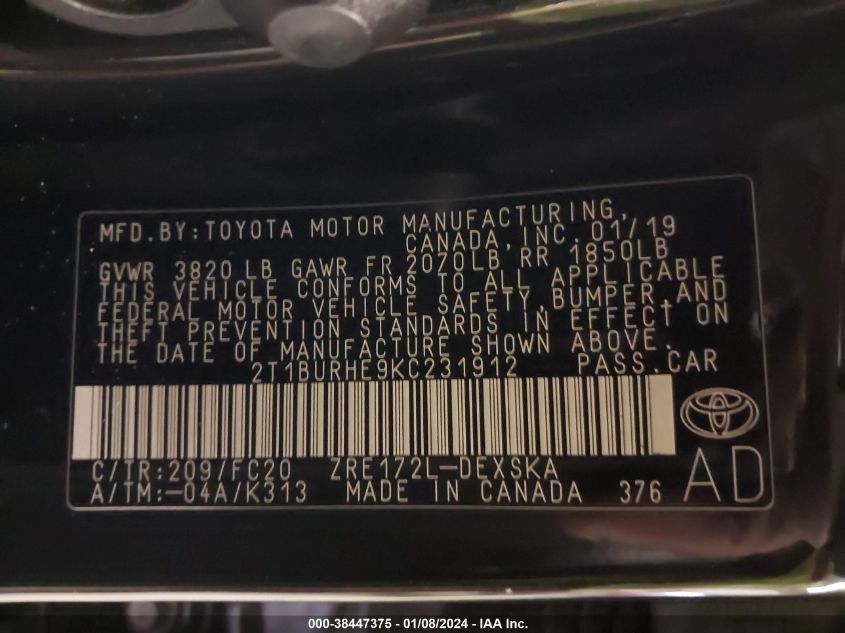 MFD.BY:TOYOTA MOTOR MANUFACTURING,
CANADA, INC. 01/19
GVWR 3820 LB GAWR FR 2070LB RR 1850LB
THIS VEHICLE CONFORMS TO ALL APPLICABLE
FEDERAL MOTOR VEHICLE SAFETY, BUMPER, AND
THEFT PREVENTION STANDARDS IN EFFECT ON
THE DATE OF MANUFACTURE SHOWN ABOVE.
2T1BURHE9KC231912 PASS.CAR
C/TR:209/FC20 ZRE172L-DEXSKA
A/TM:-04A/K313 MADE IN CANADA 376
AD
000-38447375 - 01/08/2024 - IAA Inc.